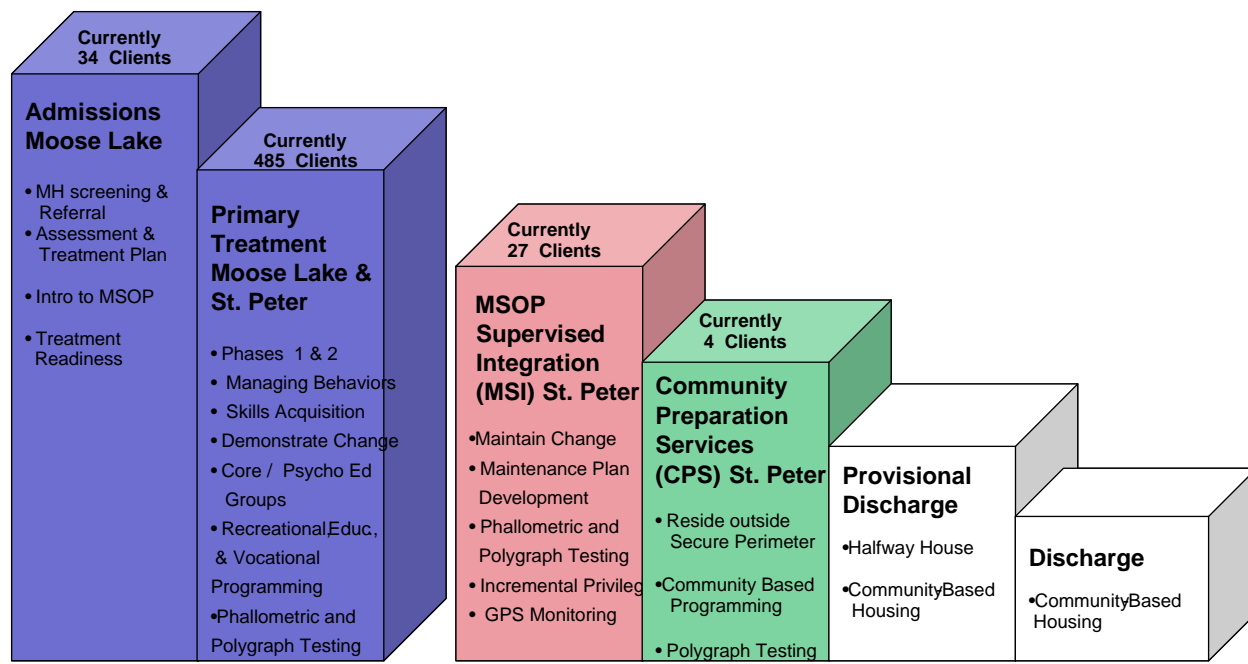 Currently
34 Clients
Admissions
Moose Lake
• MH screening &
Referral
• Assessment &
Treatment Plan
• Intro to MSOP
• Treatment
Readiness
Currently
485 Clients
Primary
Treatment
Moose Lake &
St. Peter
• Phases 1 & 2
• Managing Behaviors
• Skills Acquisition
• Demonstrate Change
• Core / Psycho Ed
Groups
• Recreational,Educ.,
& Vocational
Programming
• Phallometric and
Polygraph Testing
Currently
27 Clients
MSOP
Supervised
Integration
(MSI) St. Peter
• Maintain Change
• Maintenance Plan
Development
• Phallometric and
Polygraph Testing
• Incremental Privileg
• GPS Monitoring
Currently
4 Clients
Community
Preparation
Services
(CPS) St. Peter
• Reside outside
Secure Perimeter
• Community Based
Programming
• Polygraph Testing
Provisional
Discharge
• Halfway House
• Community-Based
Housing
Discharge
• Community-Based
Housing